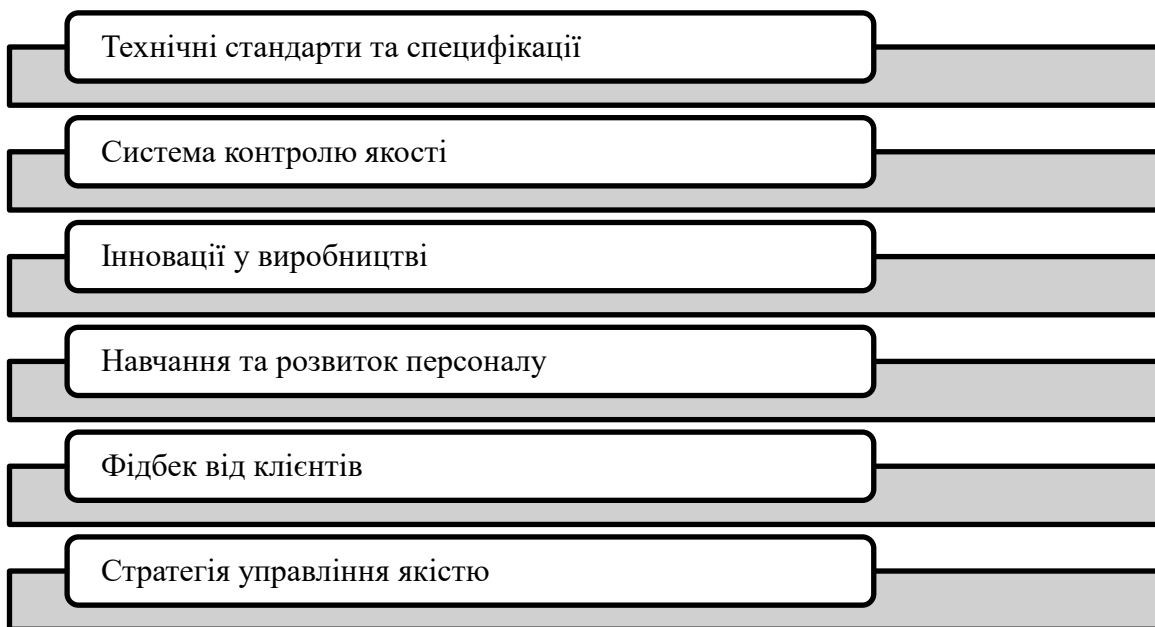 Технічні стандарти та специфікації
Система контролю якості
Інновації у виробництві
Навчання та розвиток персоналу
Фідбек від клієнтів
Стратегія управління якістю